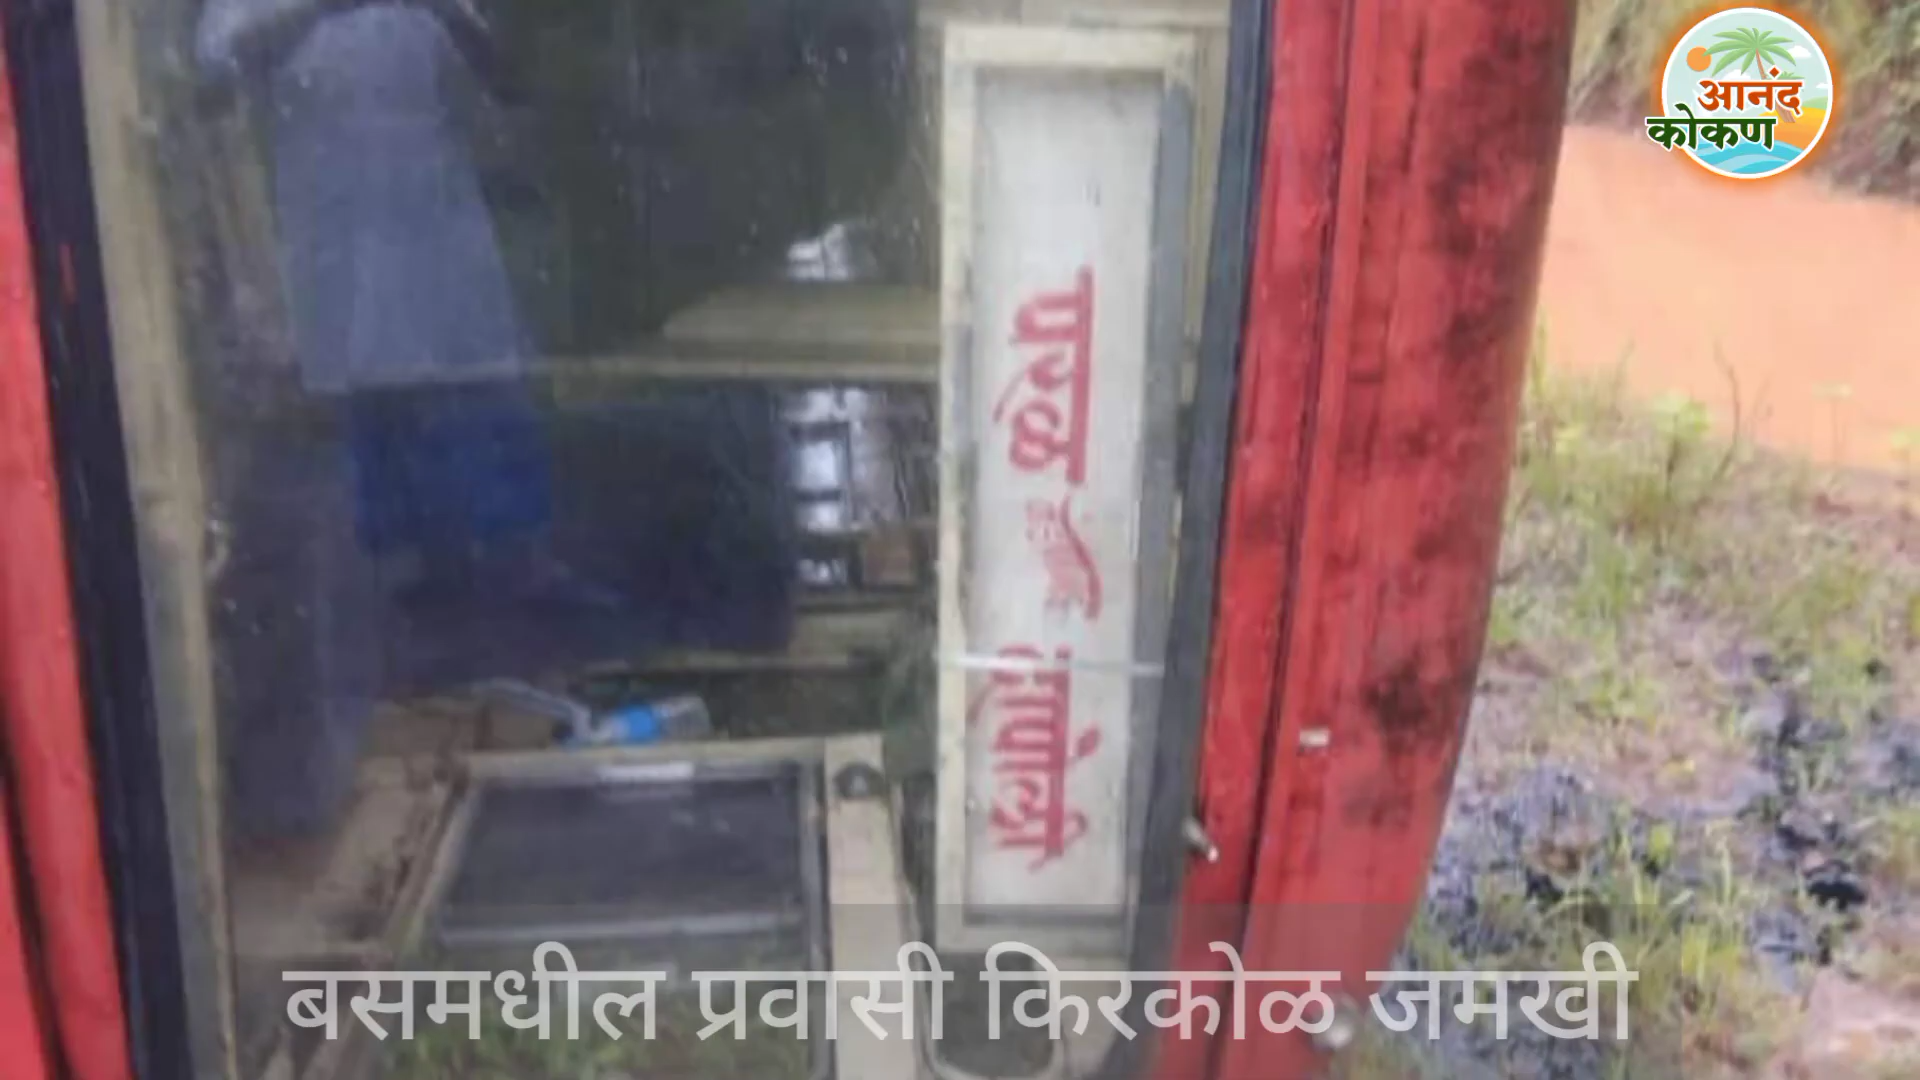 आनंद
कोकण
दापोली
बसमधील प्रवासी किरकोळ जमखी